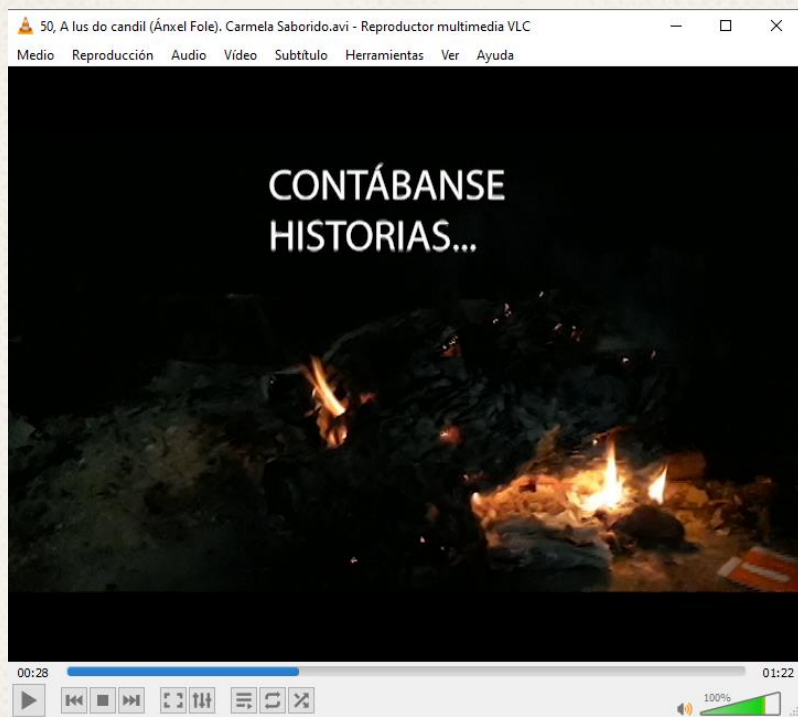 50, A lus do candil (Ánxel Fole). Carmela Saborido.avi - Reproductor multimedia VLC
Medio Reproducción Audio Vídeo Subtítulo Herramientas Ver Ayuda
CONTÁBANSE
HISTORIAS...
00:28 01:22
100%